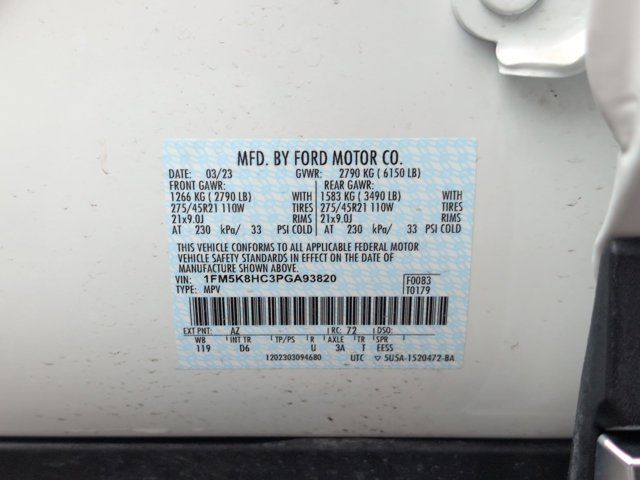 MFD. BY FORD MOTOR CO.
DATE: 03/23 GVWR: 2790 KG ( 6150 LB)
FRONT GAWR: REAR GAWR:
1266 KG ( 2790 LB) WITH 1583 KG ( 3490 LB) WITH
275/45R21 110W TIRES 275/45R21 110W TIRES
21x9.0J RIMS 21x9.0J RIMS
AT 230 kPa/ 33 PSI COLD AT 230 kPa/ 33 PSI COLD
THIS VEHICLE CONFORMS TO ALL APPLICABLE FEDERAL MOTOR
VEHICLE SAFETY STANDARDS IN EFFECT ON THE DATE OF
MANUFACTURE SHOWN ABOVE.
VIN: 1FM5K8HC3PGA93820 F0083
TYPE: MPV T0179
EXT PNT: AZ RC: 72 DSO:
WB INT TR TP/PS R AXLE TR SPR
119 D6 U 3A T EESS
1202303094680 UTC 5U5A-1520472-BA